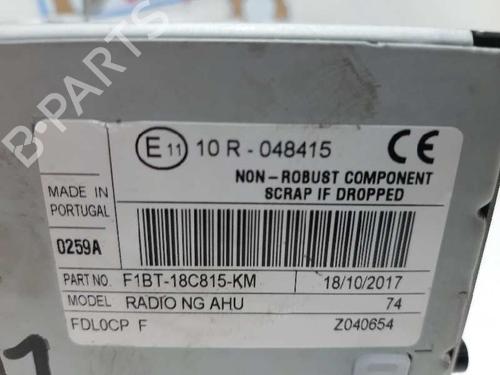 E11 10 R - 048415 CE
NON-ROBUST COMPONENT
SCRAP IF DROPPED
MADE IN
PORTUGAL
0259A
PART NO. F1BT-18C815-KM 18/10/2017
MODEL RADIO NG AHU 74
FDL0CP F Z040654
B-PARTS